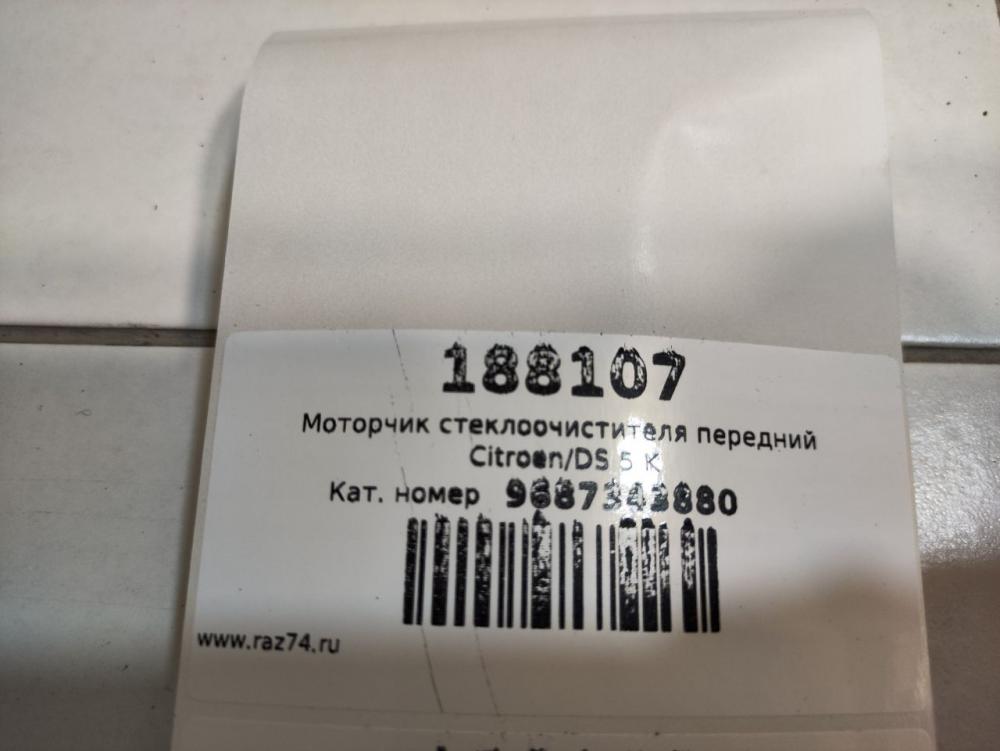 188107
Моторчик стеклоочистителя передний
Citroen/DS 5 К
Кат. номер 9687343880
www.raz74.ru